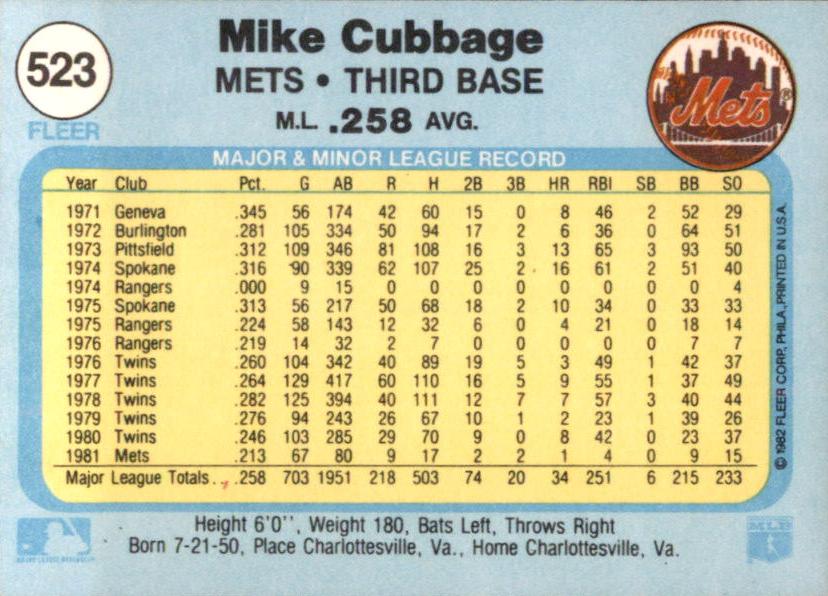 523
FLEER
Mike Cubbage
METS • THIRD BASE
M.L. .258 AVG.
Mets ®
MAJOR & MINOR LEAGUE RECORD
Year Club Pct. G AB R H 2B 3B HR RBI SB BB SO
1971 Geneva .345 56 174 42 60 15 0 8 46 2 52 29
1972 Burlington .281 105 334 50 94 17 2 6 36 0 64 51
1973 Pittsfield .312 109 346 81 108 16 3 13 65 3 93 50
1974 Spokane .316 90 339 62 107 25 2 16 61 2 51 40
1974 Rangers .000 9 15 0 0 0 0 0 0 0 0 4
1975 Spokane .313 56 217 50 68 18 2 10 34 0 33 33
1975 Rangers .224 58 143 12 32 6 0 4 21 0 18 14
1976 Rangers .219 14 32 2 7 0 0 0 0 0 7 7
1976 Twins .260 104 342 40 89 19 5 3 49 1 42 37
1977 Twins .264 129 417 60 110 16 5 9 55 1 37 49
1978 Twins .282 125 394 40 111 12 7 7 57 3 40 44
1979 Twins .276 94 243 26 67 10 1 2 23 1 39 26
1980 Twins .246 103 285 29 70 9 0 8 42 0 23 37
1981 Mets .213 67 80 9 17 2 2 1 4 0 9 15
Major League Totals . . .258 703 1951 218 503 74 20 34 251 6 215 233
© 1982 FLEER CORP. PHILA., PRINTED IN U.S.A.
Height 6'0'', Weight 180, Bats Left, Throws Right
Born 7-21-50, Place Charlottesville, Va., Home Charlottesville, Va.
MLB